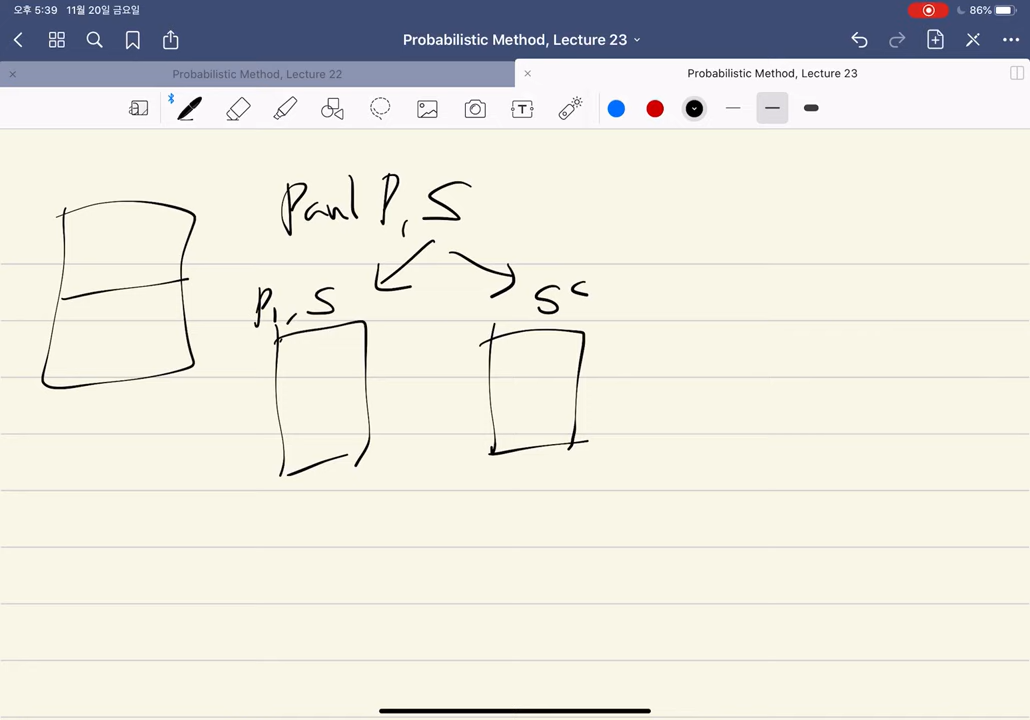 오후 5:39 11월 20일 금요일
86%
Probabilistic Method, Lecture 23
Probabilistic Method, Lecture 22
Probabilistic Method, Lecture 23
T
Paul P, S
P, S
S^c